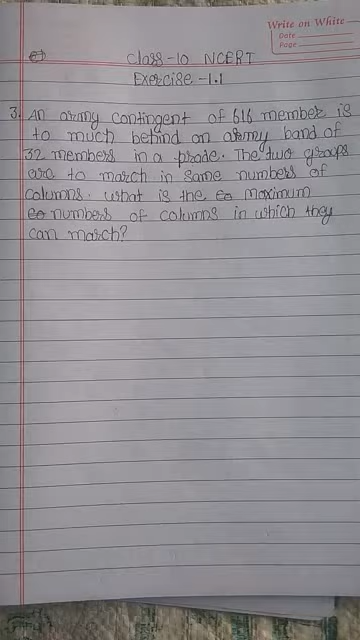 Write on White
Date
Page
Class-10 NCERT
Exercise-1.1
3. An army contingent of 616 member is
to much behind an army band of
32 members in a prade. The two groups
are to march in same numbers of
columns. what is the maximum
numbers of columns in which they
can march?